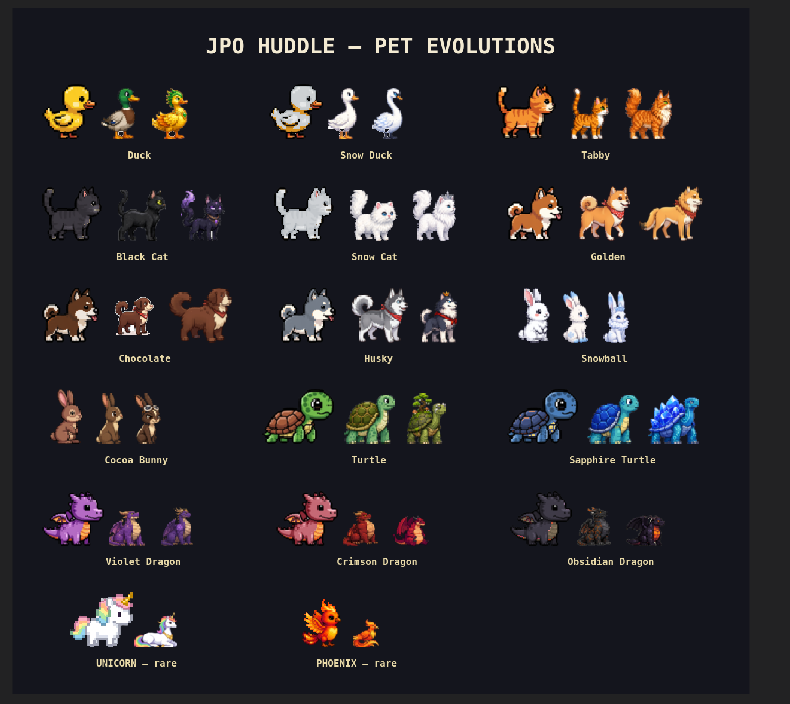 JPO HUDDLE — PET EVOLUTIONS
Duck
Snow Duck
Tabby
Black Cat
Snow Cat
Golden
Chocolate
Husky
Snowball
Cocoa Bunny
Turtle
Sapphire Turtle
Violet Dragon
Crimson Dragon
Obsidian Dragon
UNICORN — rare
PHOENIX — rare